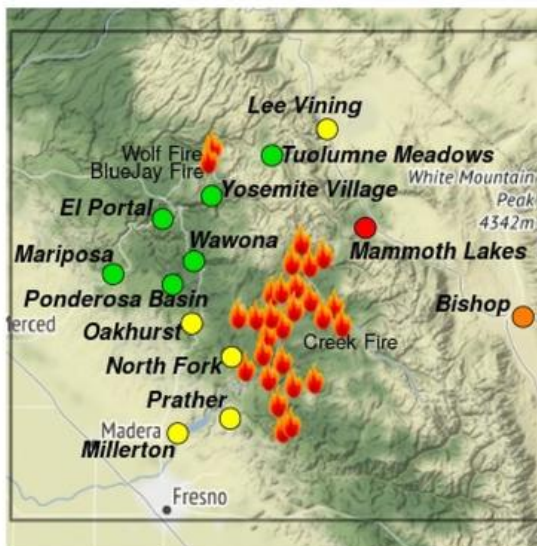 Lee Vining
Wolf Fire
BlueJay Fire
Tuolumne Meadows
White Mountain
Peak
4342m
Yosemite Village
El Portal
Wawona
Mariposa
Mammoth Lakes
Ponderosa Basin
Bishop
erced
Oakhurst
Creek Fire
North Fork
Prather
Madera
Millerton
Fresno